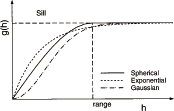 Sill
g(h)
Spherical
Exponential
Gaussian
range
h